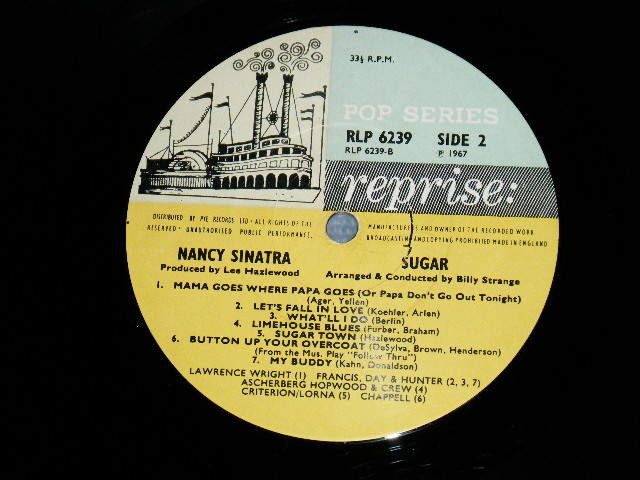 33⅓ R.P.M.
POP SERIES
RLP 6239 SIDE 2
RLP 6239-B ℗ 1967
reprise:
DISTRIBUTED BY PYE RECORDS LTD · ALL RIGHTS OF THE MANUFACTURER AND OWNER OF THE RECORDED WORK
RESERVED · UNAUTHORISED PUBLIC PERFORMANCE, BROADCASTING AND COPYING PROHIBITED MADE IN ENGLAND
NANCY SINATRA SUGAR
Produced by Lee Hazlewood Arranged & Conducted by Billy Strange
1. MAMA GOES WHERE PAPA GOES (Or Papa Don't Go Out Tonight)
(Ager, Yellen)
2. LET'S FALL IN LOVE (Koehler, Arlen)
3. WHAT'LL I DO (Berlin)
4. LIMEHOUSE BLUES (Furber, Braham)
5. SUGAR TOWN (Hazlewood)
6. BUTTON UP YOUR OVERCOAT (DeSylva, Brown, Henderson)
(From the Mus. Play "Follow Thru")
7. MY BUDDY (Kahn, Donaldson)
LAWRENCE WRIGHT (1) FRANCIS, DAY & HUNTER (2, 3, 7)
ASCHERBERG HOPWOOD & CREW (4)
CRITERION/LORNA (5) CHAPPELL (6)